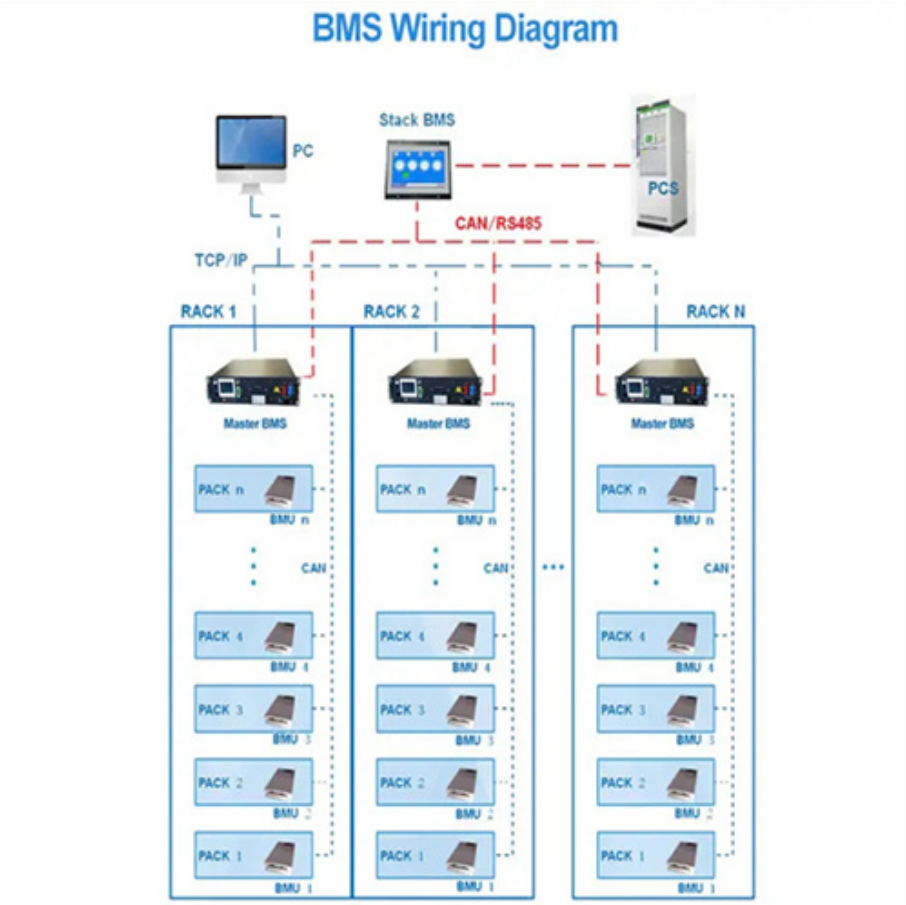 BMS Wiring Diagram
Stack BMS
PC
PCS
CAN/RS485
TCP/IP
RACK 1
RACK 2
RACK N
Master BMS
Master BMS
Master BMS
PACK n
BMU n
PACK n
BMU n
PACK n
BMU n
CAN
CAN
CAN
PACK 4
BMU 4
PACK 4
BMU 4
PACK 4
BMU 4
PACK 3
BMU 3
PACK 3
BMU 3
PACK 3
BMU 3
PACK 2
BMU 2
PACK 2
BMU 2
PACK 2
BMU 2
PACK 1
BMU 1
PACK 1
BMU 1
PACK 1
BMU 1